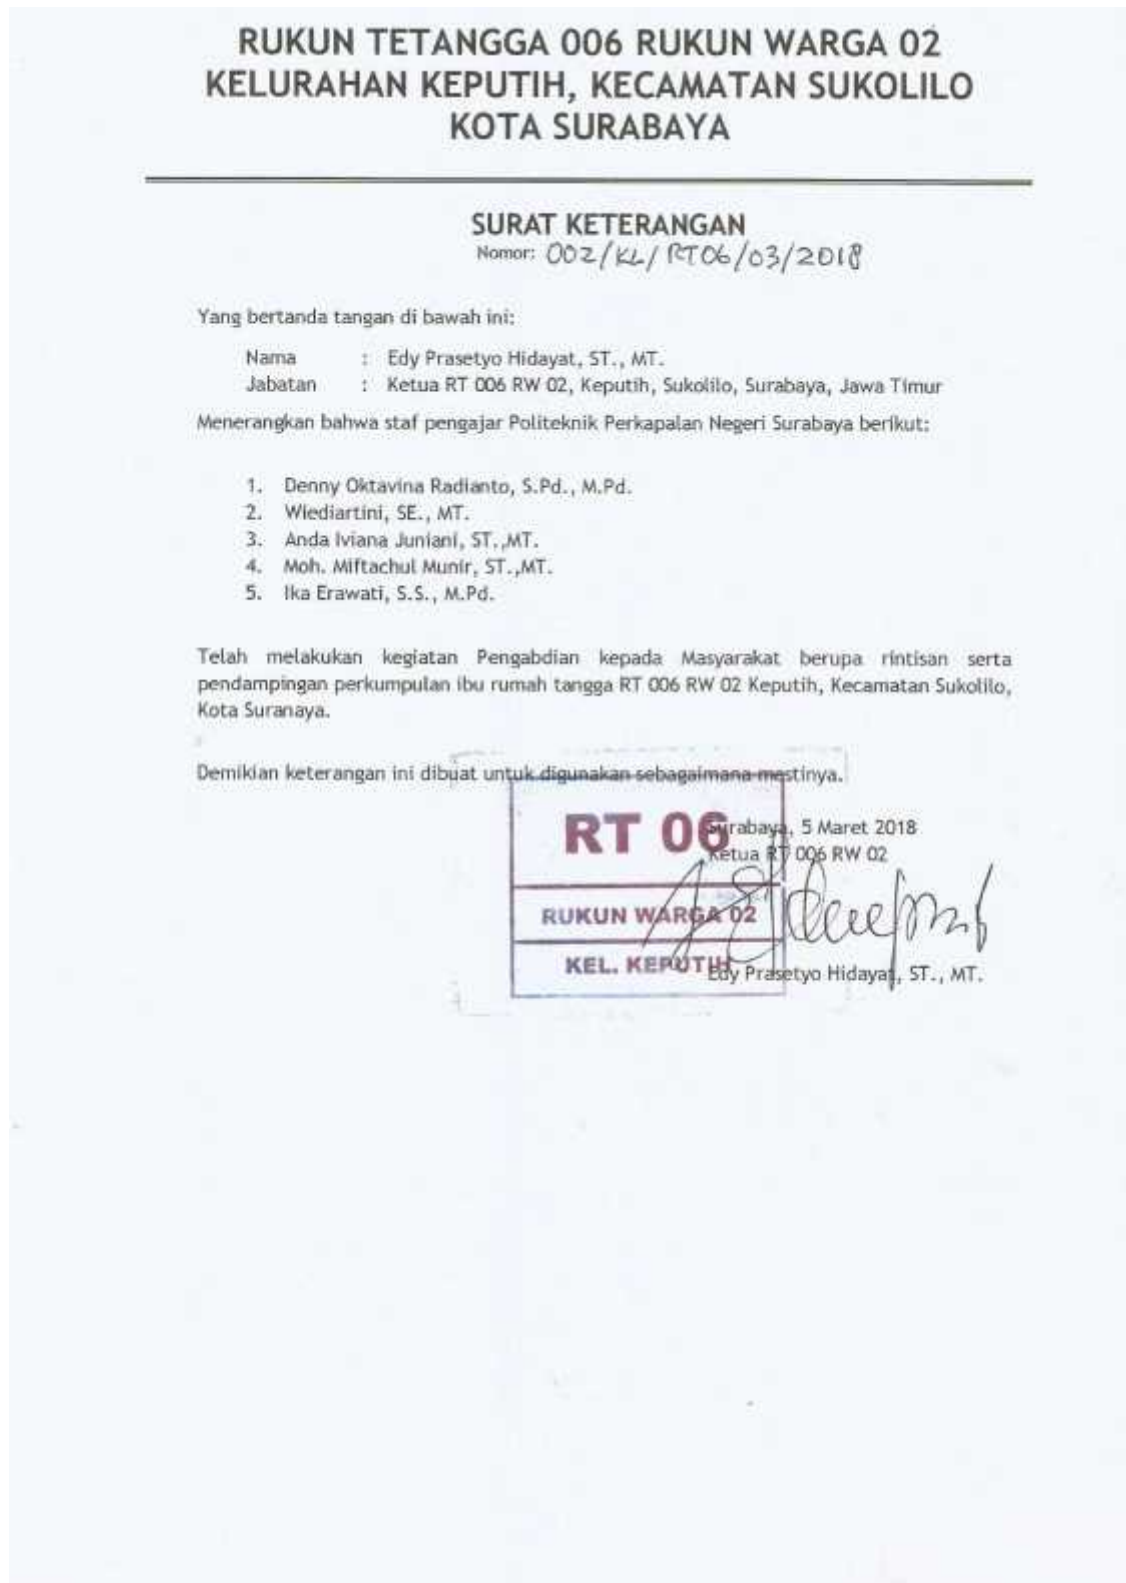 RUKUN TETANGGA 006 RUKUN WARGA 02
KELURAHAN KEPUTIH, KECAMATAN SUKOLILO
KOTA SURABAYA
SURAT KETERANGAN
Nomor: 002/KL/RT06/03/2018
Yang bertanda tangan di bawah ini:
Nama : Edy Prasetyo Hidayat, ST., MT.
Jabatan : Ketua RT 006 RW 02, Keputih, Sukolilo, Surabaya, Jawa Timur
Menerangkan bahwa staf pengajar Politeknik Perkapalan Negeri Surabaya berikut:
1. Denny Oktavina Radianto, S.Pd., M.Pd.
2. Wiediartini, SE., MT.
3. Anda Iviana Juniani, ST.,MT.
4. Moh. Miftachul Munir, ST.,MT.
5. Ika Erawati, S.S., M.Pd.
Telah melakukan kegiatan Pengabdian kepada Masyarakat berupa rintisan serta
pendampingan perkumpulan ibu rumah tangga RT 006 RW 02 Keputih, Kecamatan Sukolilo,
Kota Suranaya.
Demikian keterangan ini dibuat untuk digunakan sebagaimana mestinya.
RT 06
RUKUN WARGA 02
KEL. KEPUTIH
Surabaya, 5 Maret 2018
Ketua RT 006 RW 02
Edy Prasetyo Hidayat, ST., MT.